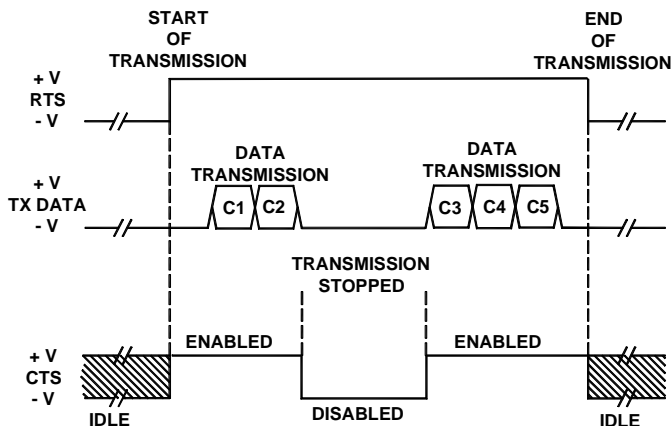 START
OF
TRANSMISSION
END
OF
TRANSMISSION
+ V
RTS
- V
DATA
TRANSMISSION
DATA
TRANSMISSION
+ V
TX DATA
- V
C1 C2 C3 C4 C5
TRANSMISSION
STOPPED
ENABLED ENABLED
+ V
CTS
- V
IDLE DISABLED IDLE